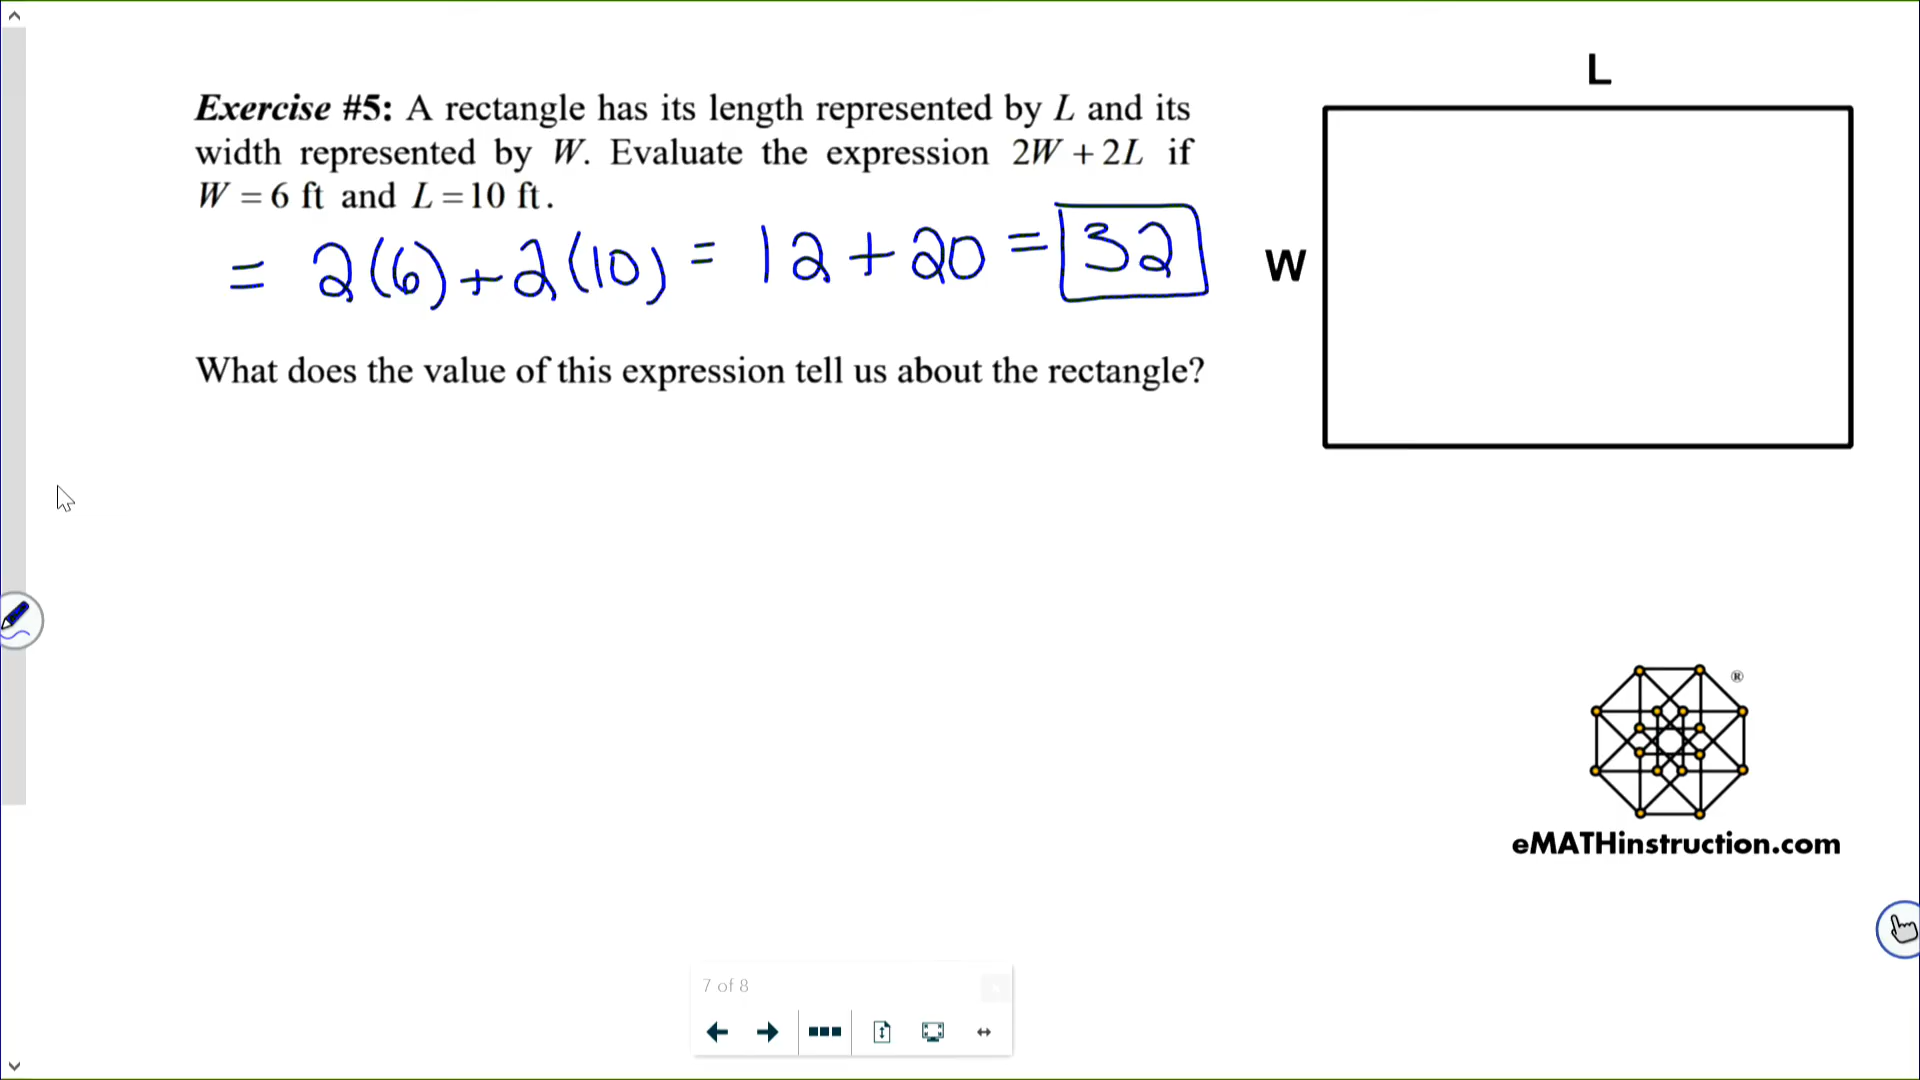 L
Exercise #5: A rectangle has its length represented by L and its
width represented by W. Evaluate the expression 2W + 2L if
W = 6 ft and L = 10 ft.
= 2(6)+2(10) = 12+20 = 32
W
What does the value of this expression tell us about the rectangle?
®
eMATHinstruction.com
7 of 8